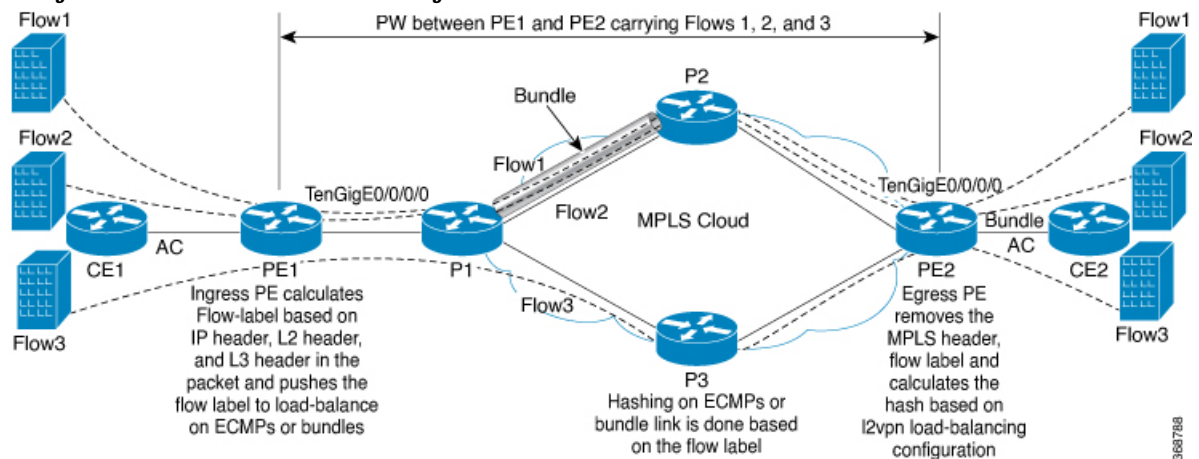 PW between PE1 and PE2 carrying Flows 1, 2, and 3
Flow1
Flow2
Flow3
CE1
AC
PE1
TenGigE0/0/0/0
P1
Bundle
Flow1
Flow2
Flow3
P2
MPLS Cloud
P3
TenGigE0/0/0/0
PE2
Bundle
AC
CE2
Flow1
Flow2
Flow3
Ingress PE calculates
Flow-label based on
IP header, L2 header,
and L3 header in the
packet and pushes the
flow label to load-balance
on ECMPs or bundles
Hashing on ECMPs or
bundle link is done based
on the flow label
Egress PE
removes the
MPLS header,
flow label and
calculates the
hash based on
l2vpn load-balancing
configuration
368788